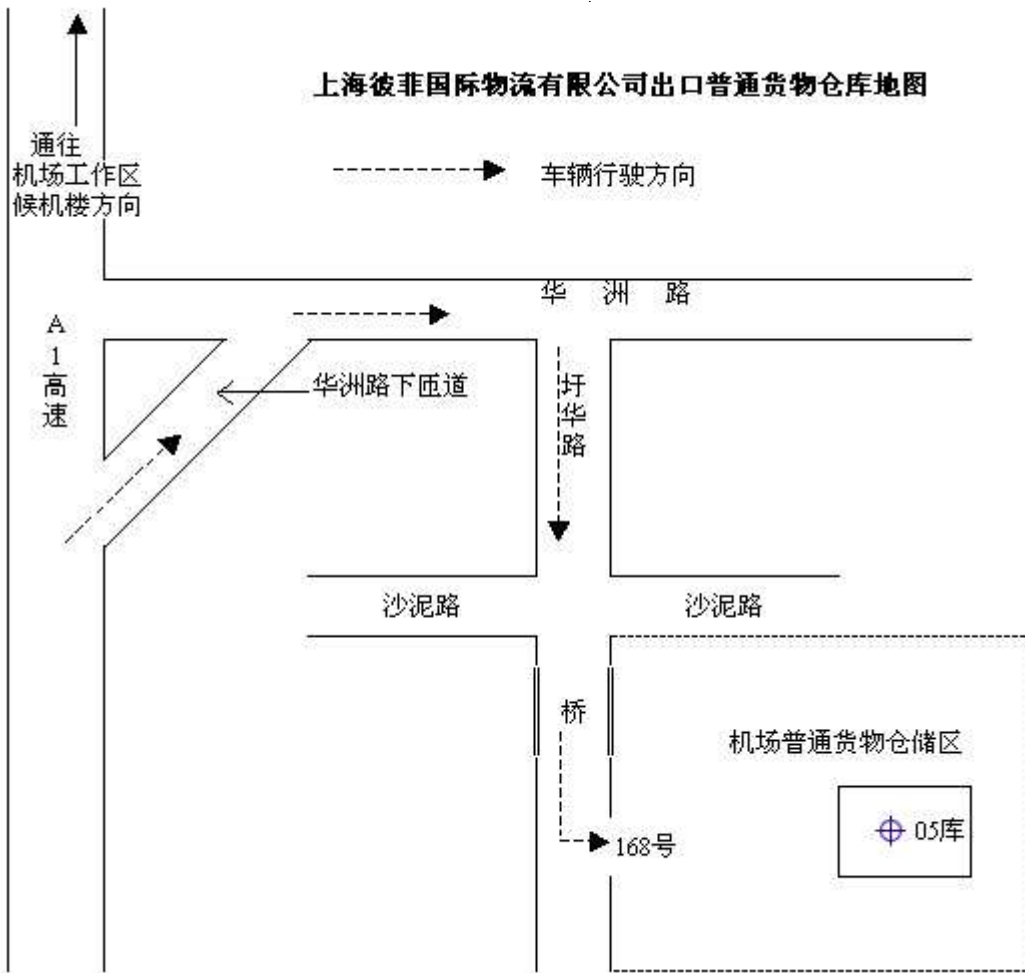 上海彼菲国际物流有限公司出口普通货物仓库地图
通往
机场工作区
候机楼方向
车辆行驶方向
华洲路
A1高速
华洲路下匝道
圩华路
沙泥路
沙泥路
桥
机场普通货物仓储区
05库
168号